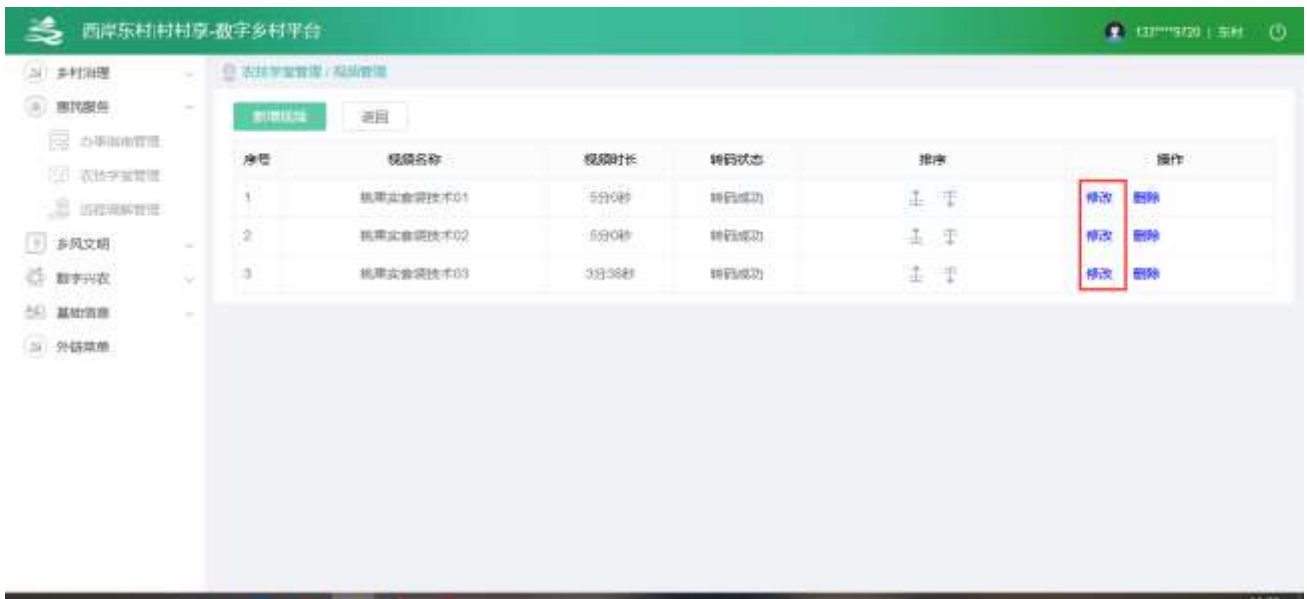 西岸东村|村村享-数字乡村平台
137****9720 | 东村
乡村治理
农技学堂管理 / 视频管理
惠民服务
新增视频 返回
办事指南管理
序号 视频名称 视频时长 转码状态 排序 操作
农技学堂管理
1 桃果实套袋技术01 5分0秒 转码成功 修改 删除
远程调解管理
2 桃果实套袋技术02 5分0秒 转码成功 修改 删除
乡风文明
3 桃果实套袋技术03 3分38秒 转码成功 修改 删除
数字兴农
基础信息
外链菜单